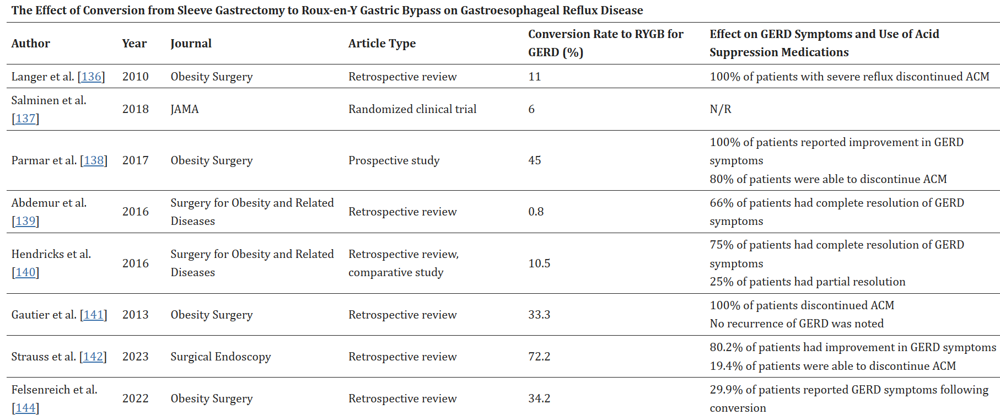 The Effect of Conversion from Sleeve Gastrectomy to Roux-en-Y Gastric Bypass on Gastroesophageal Reflux Disease
Author Year Journal Article Type Conversion Rate to RYGB for GERD (%) Effect on GERD Symptoms and Use of Acid Suppression Medications
Langer et al. [136] 2010 Obesity Surgery Retrospective review 11 100% of patients with severe reflux discontinued ACM
Salminen et al. [137] 2018 JAMA Randomized clinical trial 6 N/R
Parmar et al. [138] 2017 Obesity Surgery Prospective study 45 100% of patients reported improvement in GERD symptoms
80% of patients were able to discontinue ACM
Abdemur et al. [139] 2016 Surgery for Obesity and Related Diseases Retrospective review 0.8 66% of patients had complete resolution of GERD symptoms
Hendricks et al. [140] 2016 Surgery for Obesity and Related Diseases Retrospective review, comparative study 10.5 75% of patients had complete resolution of GERD symptoms
25% of patients had partial resolution
Gautier et al. [141] 2013 Obesity Surgery Retrospective review 33.3 100% of patients discontinued ACM
No recurrence of GERD was noted
Strauss et al. [142] 2023 Surgical Endoscopy Retrospective review 72.2 80.2% of patients had improvement in GERD symptoms
19.4% of patients were able to discontinue ACM
Felsenreich et al. [144] 2022 Obesity Surgery Retrospective review 34.2 29.9% of patients reported GERD symptoms following conversion